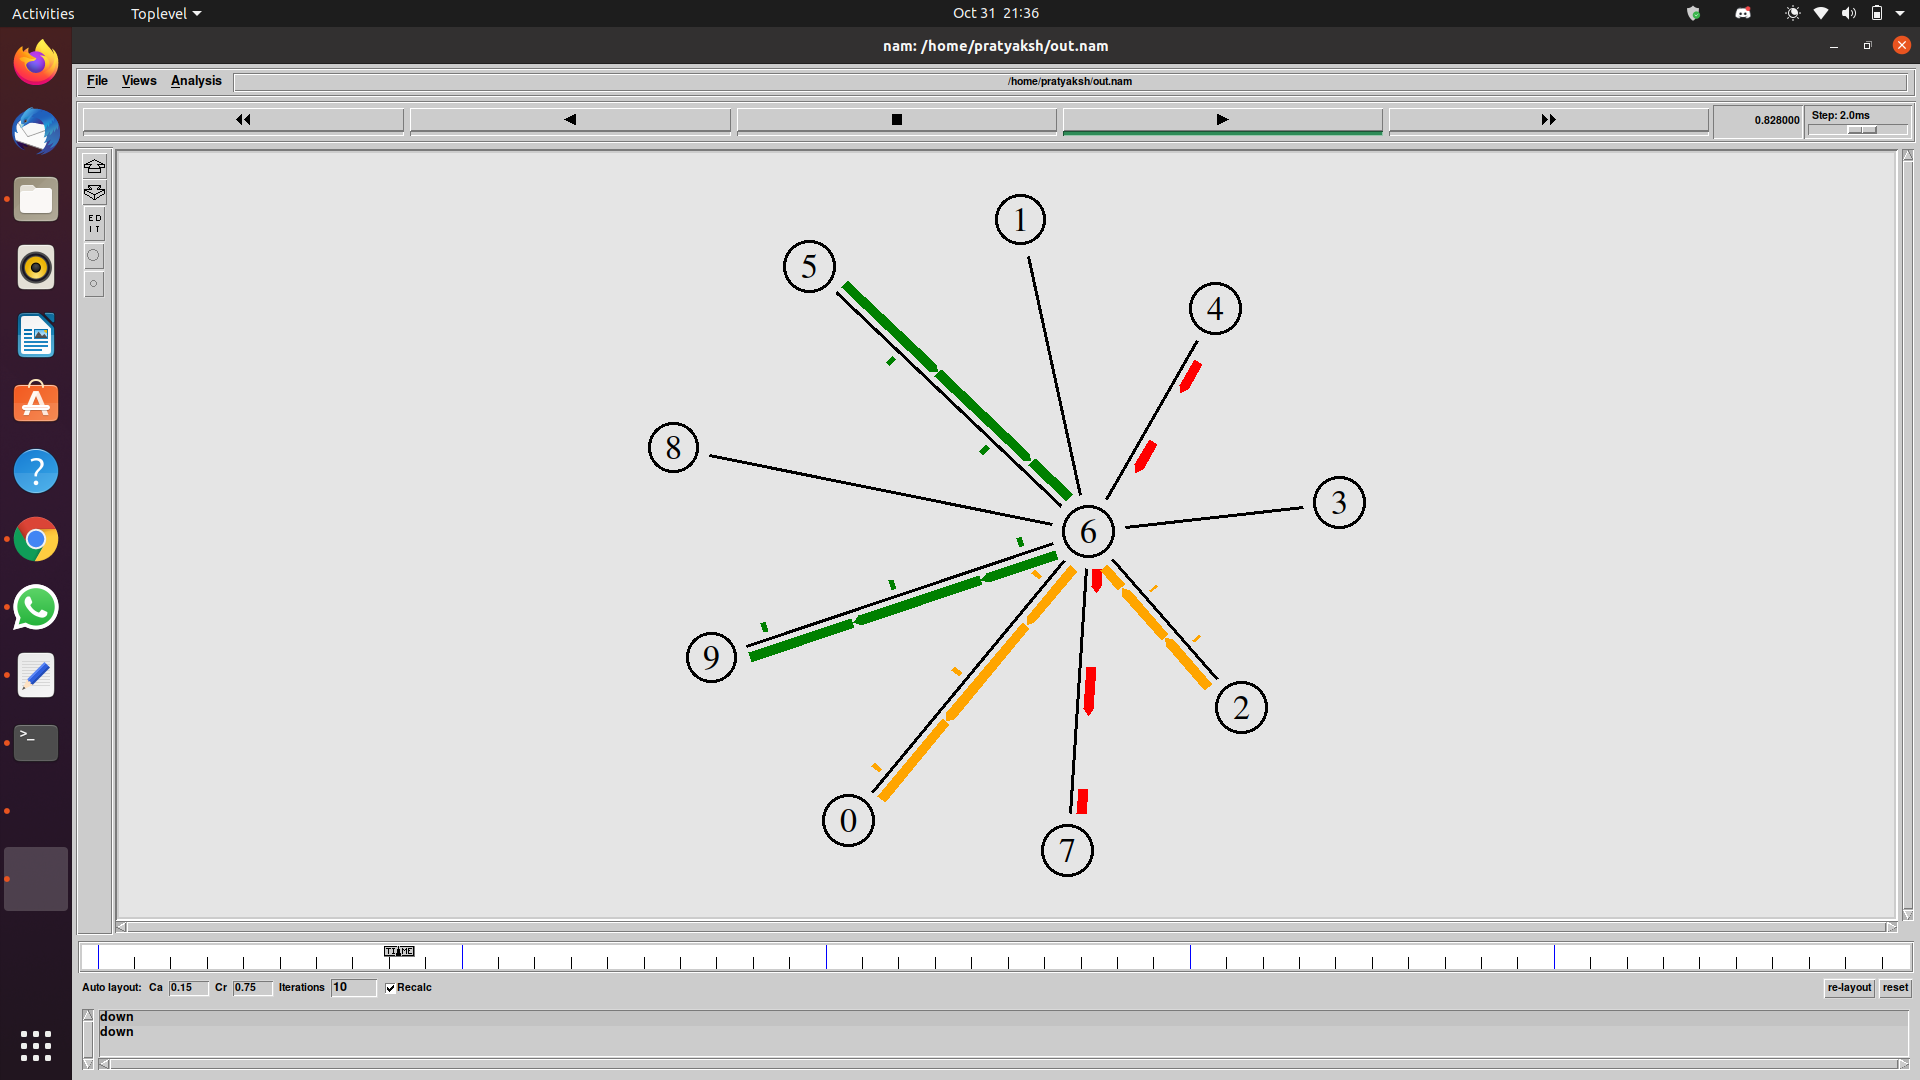 Activities
Toplevel
Oct 31 21:36
nam: /home/pratyaksh/out.nam
File Views Analysis
/home/pratyaksh/out.nam
0.828000
Step: 2.0ms
ED
IT
1
5
4
8
3
6
9
2
0
7
TIME
Auto layout: Ca 0.15 Cr 0.75 Iterations 10 Recalc
re-layout reset
down
down